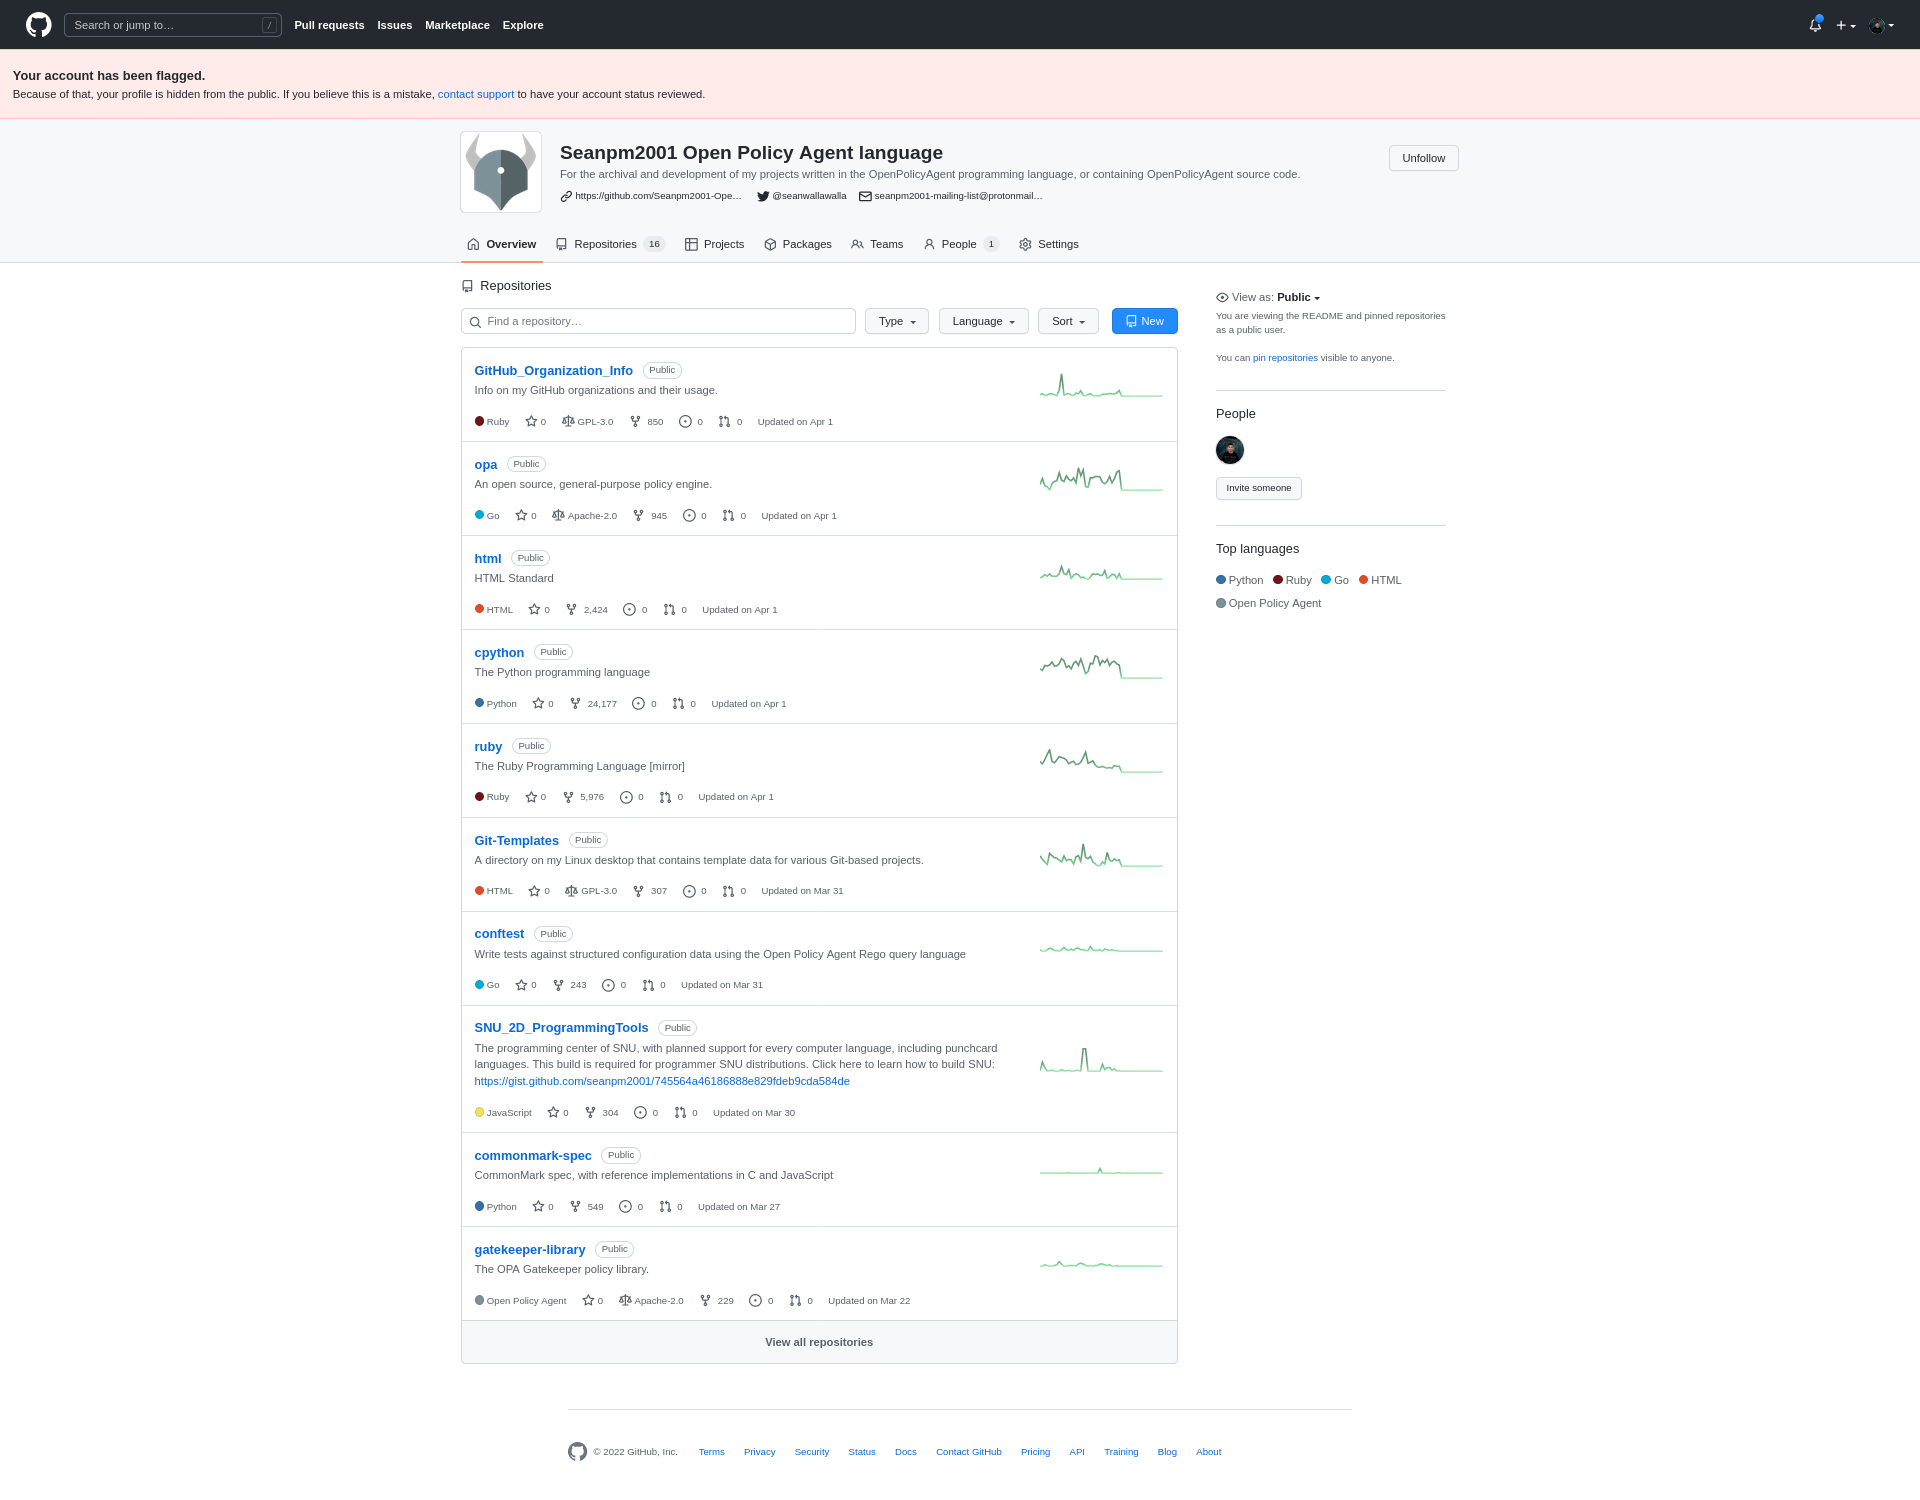 Search or jump to… /
Pull requests Issues Marketplace Explore
Your account has been flagged.
Because of that, your profile is hidden from the public. If you believe this is a mistake, contact support to have your account status reviewed.
Seanpm2001 Open Policy Agent language
For the archival and development of my projects written in the OpenPolicyAgent programming language, or containing OpenPolicyAgent source code.
https://github.com/Seanpm2001-Ope… @seanwallawalla seanpm2001-mailing-list@protonmail…
Unfollow
Overview Repositories 16 Projects Packages Teams People 1 Settings
Repositories
Find a repository… Type Language Sort New
GitHub_Organization_Info Public
Info on my GitHub organizations and their usage.
Ruby 0 GPL-3.0 850 0 0 Updated on Apr 1
opa Public
An open source, general-purpose policy engine.
Go 0 Apache-2.0 945 0 0 Updated on Apr 1
html Public
HTML Standard
HTML 0 2,424 0 0 Updated on Apr 1
cpython Public
The Python programming language
Python 0 24,177 0 0 Updated on Apr 1
ruby Public
The Ruby Programming Language [mirror]
Ruby 0 5,976 0 0 Updated on Apr 1
Git-Templates Public
A directory on my Linux desktop that contains template data for various Git-based projects.
HTML 0 GPL-3.0 307 0 0 Updated on Mar 31
conftest Public
Write tests against structured configuration data using the Open Policy Agent Rego query language
Go 0 243 0 0 Updated on Mar 31
SNU_2D_ProgrammingTools Public
The programming center of SNU, with planned support for every computer language, including punchcard
languages. This build is required for programmer SNU distributions. Click here to learn how to build SNU:
https://gist.github.com/seanpm2001/745564a46186888e829fdeb9cda584de
JavaScript 0 304 0 0 Updated on Mar 30
commonmark-spec Public
CommonMark spec, with reference implementations in C and JavaScript
Python 0 549 0 0 Updated on Mar 27
gatekeeper-library Public
The OPA Gatekeeper policy library.
Open Policy Agent 0 Apache-2.0 229 0 0 Updated on Mar 22
View all repositories
View as: Public
You are viewing the README and pinned repositories
as a public user.
You can pin repositories visible to anyone.
People
Invite someone
Top languages
Python Ruby Go HTML
Open Policy Agent
© 2022 GitHub, Inc. Terms Privacy Security Status Docs Contact GitHub Pricing API Training Blog About